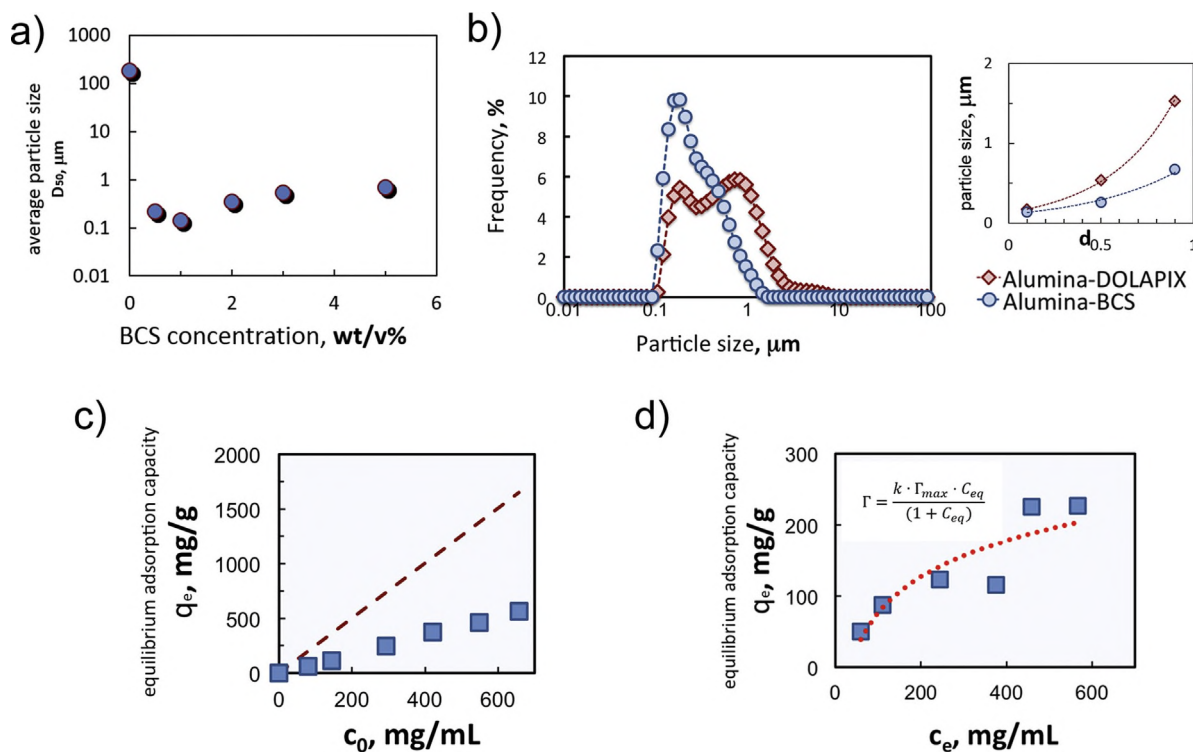 a)
average particle size
D50, μm
1000
100
10
1
0.1
0.01
0
2
4
6
BCS concentration, wt/v%
b)
Frequency, %
12
10
8
6
4
2
0
0.01
0.1
1
10
100
Particle size, μm
particle size, μm
2
1
0
0
0.5
1
d
Alumina-DOLAPIX
Alumina-BCS
c)
equilibrium adsorption capacity
qe, mg/g
2000
1500
1000
500
0
0
200
400
600
c0, mg/mL
d)
equilibrium adsorption capacity
qe, mg/g
300
200
100
0
Γ = k · Γmax · Ceq / (1 + Ceq)
0
200
400
600
ce, mg/mL